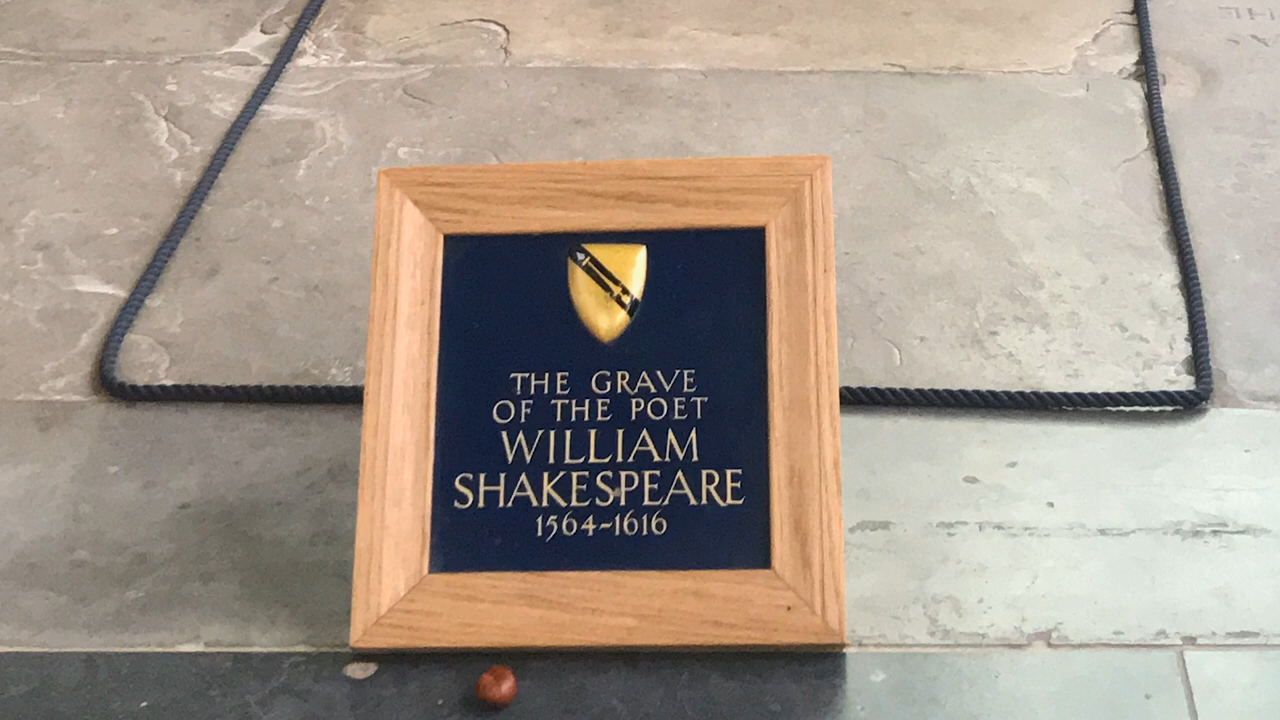 THE GRAVE
OF THE POET
WILLIAM
SHAKESPEARE
1564-1616